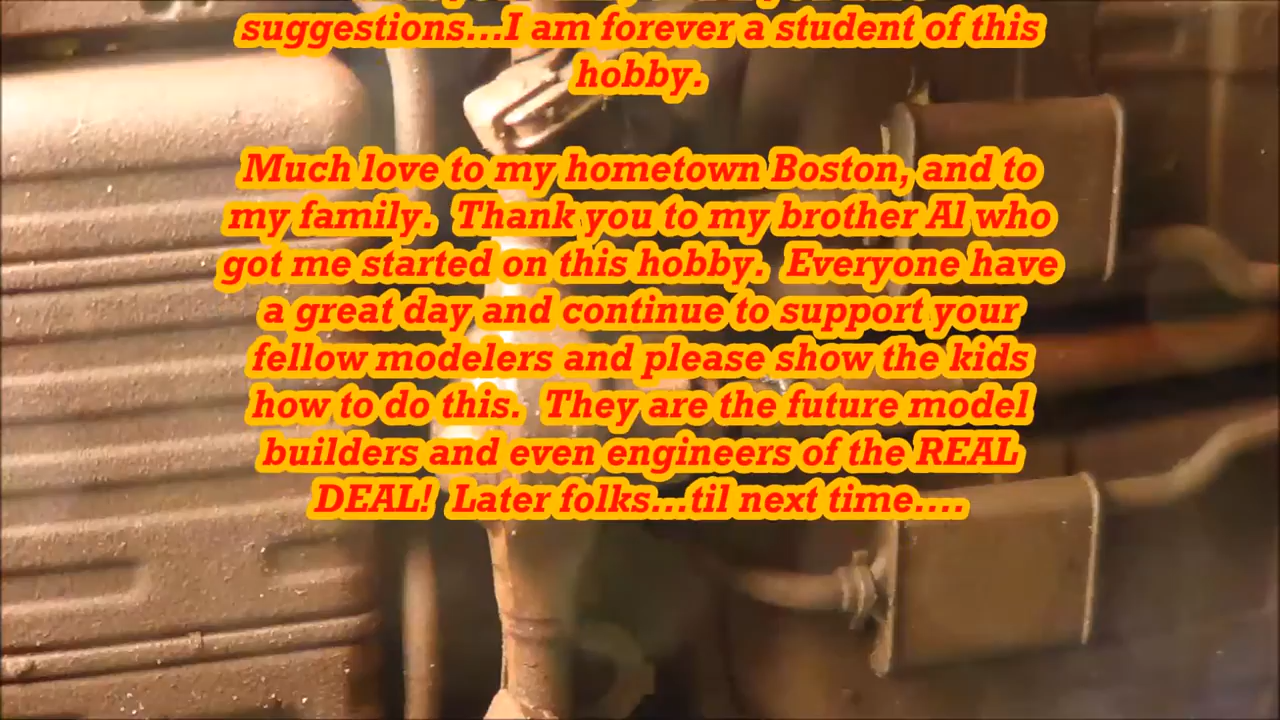 suggestions...I am forever a student of this
hobby.
Much love to my hometown Boston, and to
my family.  Thank you to my brother Al who
got me started on this hobby.  Everyone have
a great day and continue to support your
fellow modelers and please show the kids
how to do this.  They are the future model
builders and even engineers of the REAL
DEAL!  Later folks...til next time....